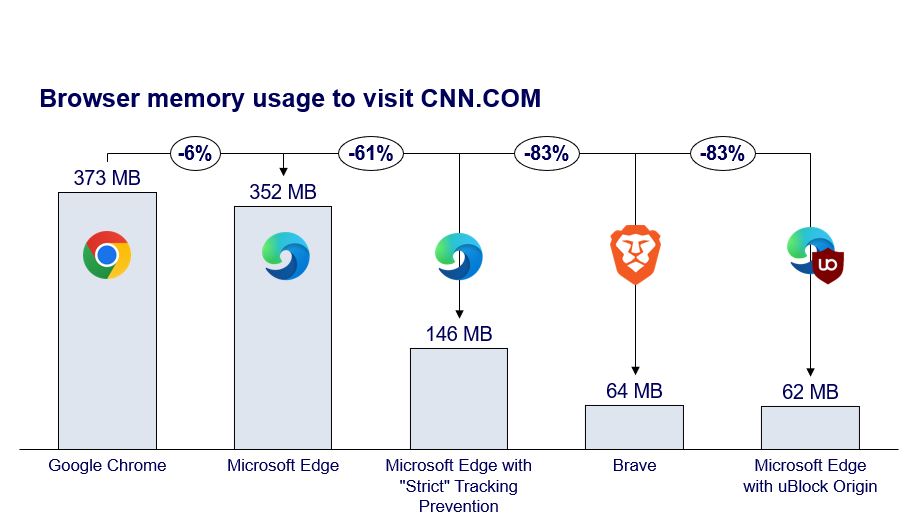 Browser memory usage to visit CNN.COM
-6%
-61%
-83%
-83%
373 MB
352 MB
146 MB
64 MB
62 MB
uo
Google Chrome
Microsoft Edge
Microsoft Edge with
"Strict" Tracking
Prevention
Brave
Microsoft Edge
with uBlock Origin